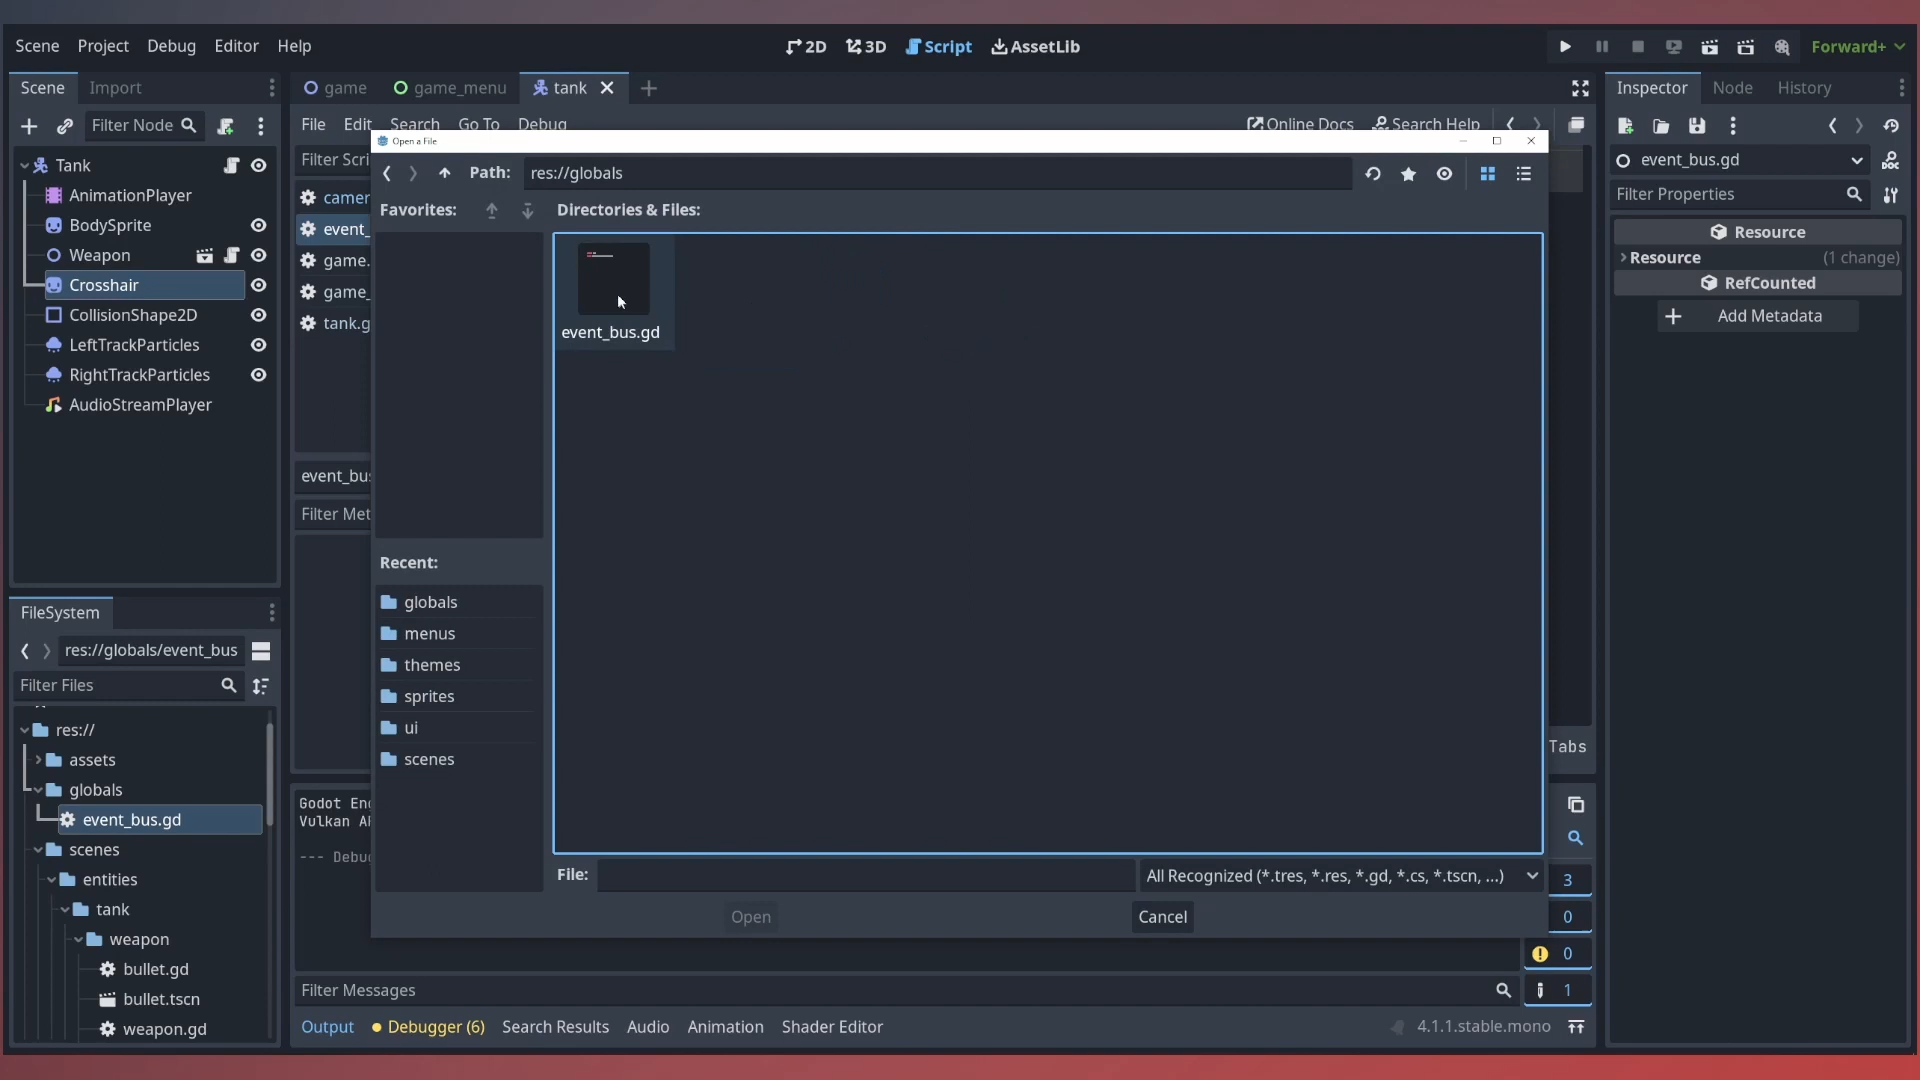 Scene Project Debug Editor Help
2D 3D Script AssetLib
Forward+
Scene Import
game game_menu tank
Inspector Node History
Filter Node
File Edit Search Go To Debug
Online Docs Search Help
Open a File
Filter Scri
Path: res://globals
event_bus.gd
Tank
AnimationPlayer
BodySprite
Weapon
Crosshair
CollisionShape2D
LeftTrackParticles
RightTrackParticles
AudioStreamPlayer
camer
event_
game.
game_
tank.g
event_bus
Filter Met
Favorites:
Directories & Files:
event_bus.gd
Recent:
globals
menus
themes
sprites
ui
scenes
File:
All Recognized (*.tres, *.res, *.gd, *.cs, *.tscn, ...)
Open
Cancel
Filter Properties
Resource
Resource (1 change)
RefCounted
Add Metadata
FileSystem
res://globals/event_bus
Filter Files
res://
assets
globals
event_bus.gd
scenes
entities
tank
weapon
bullet.gd
bullet.tscn
weapon.gd
Tabs
Godot En
Vulkan A
--- Debu
3
0
0
1
Filter Messages
Output Debugger (6) Search Results Audio Animation Shader Editor
4.1.1.stable.mono